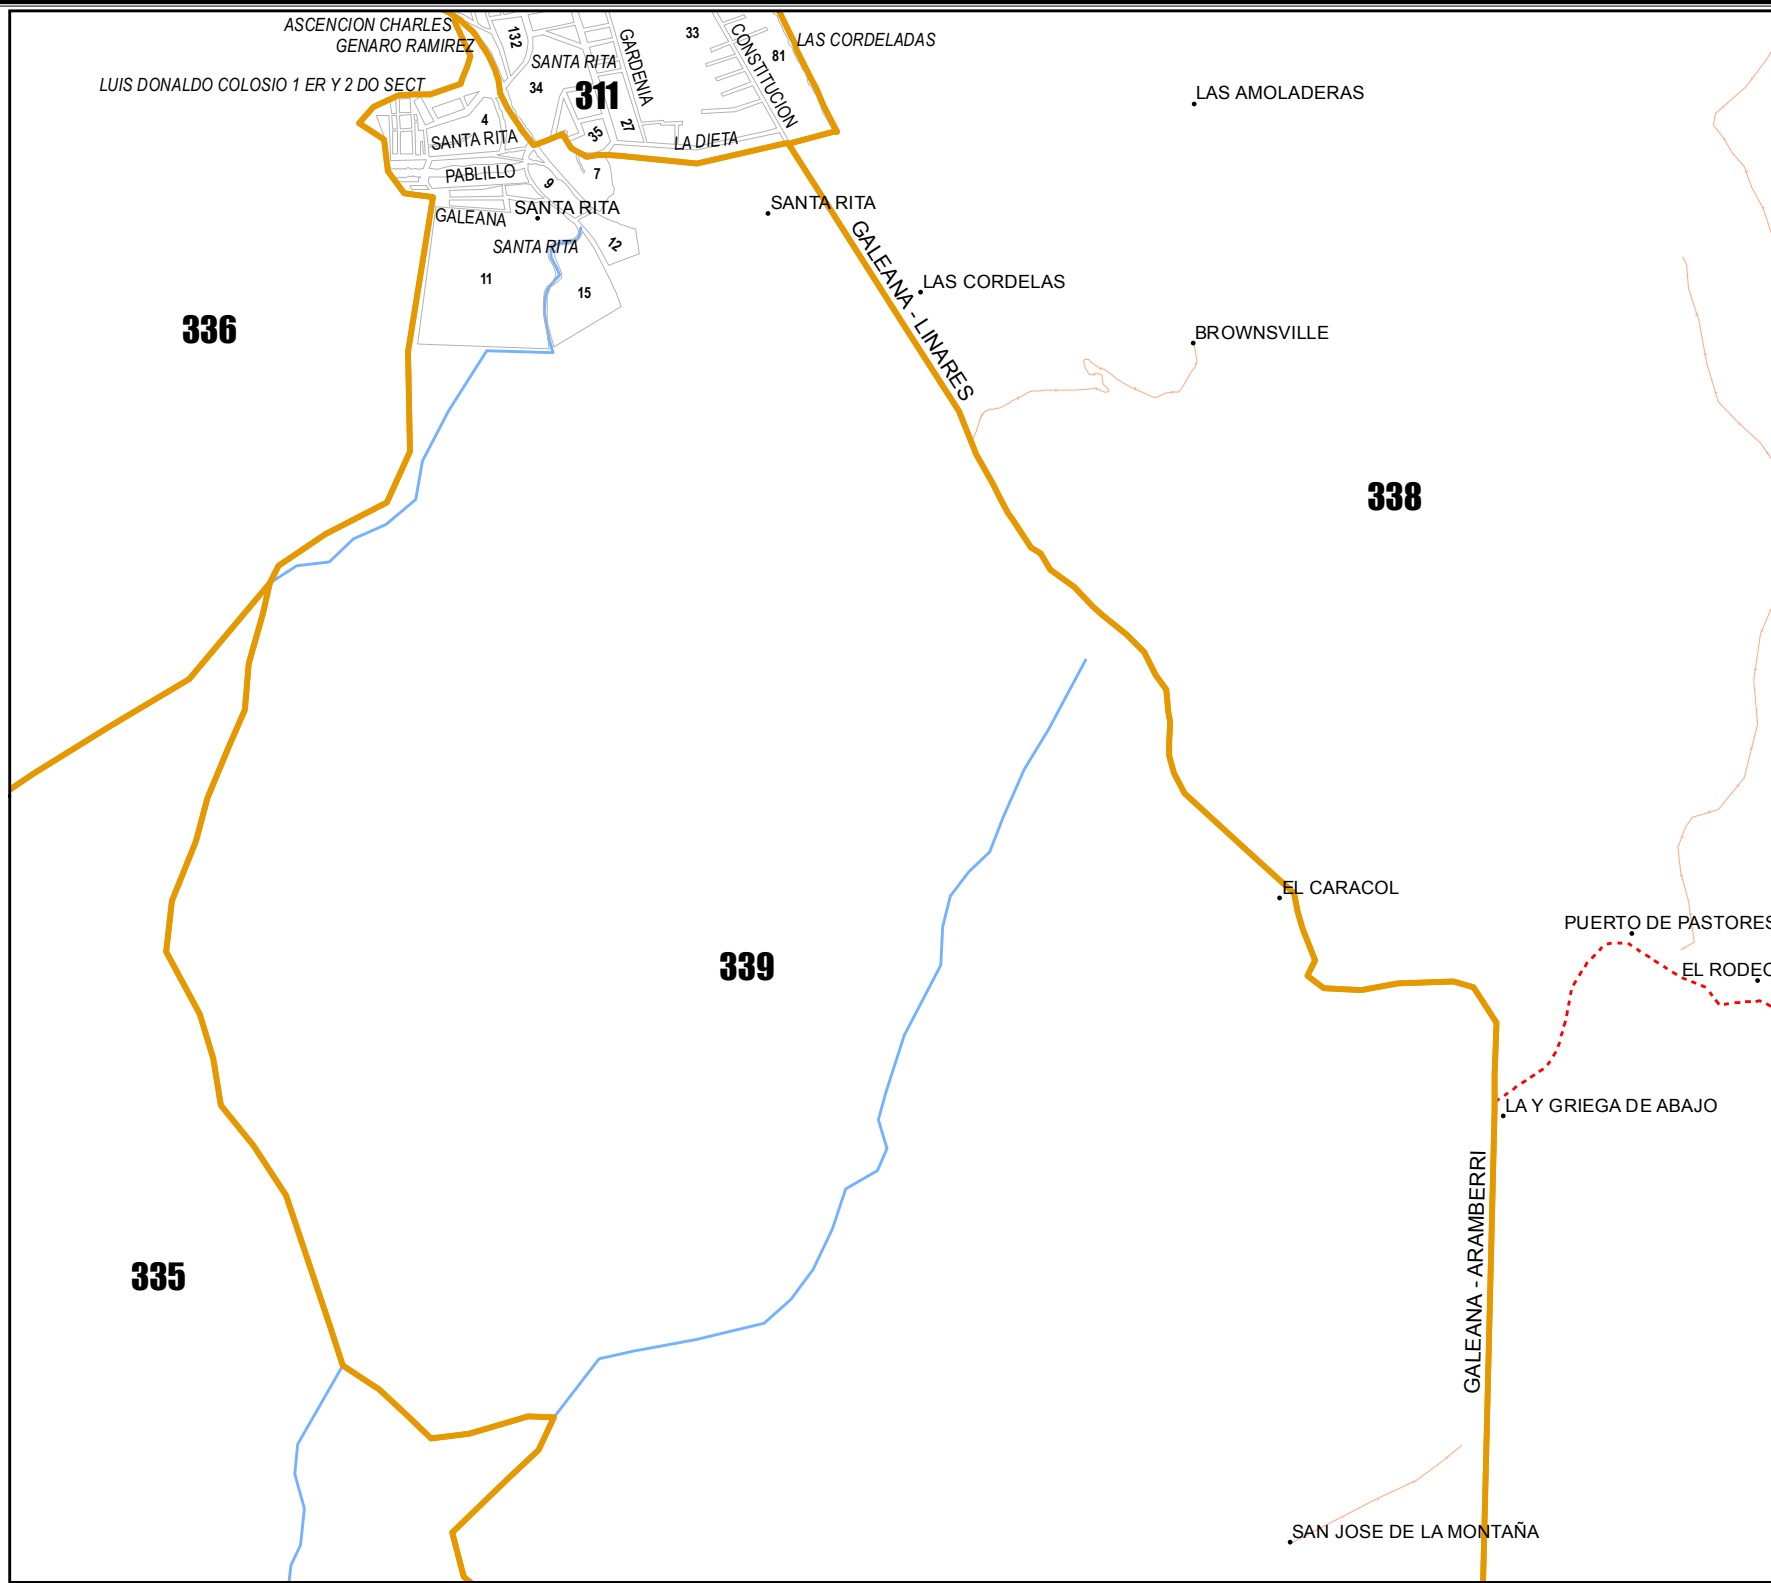 ASCENCION CHARLES
GENARO RAMIREZ
LUIS DONALDO COLOSIO 1 ER Y 2 DO SECT
132
SANTA RITA
GARDENIA
33
CONSTITUCION
81
LAS CORDELADAS
34
311
LAS AMOLADERAS
4
SANTA RITA
35
27
LA DIETA
PABLILLO
9
7
GALEANA
SANTA RITA
SANTA RITA
SANTA RITA
12
11
15
GALEANA - LINARES
LAS CORDELAS
336
BROWNSVILLE
338
EL CARACOL
PUERTO DE PASTORES
339
EL RODEO
LA Y GRIEGA DE ABAJO
GALEANA - ARAMBERRI
335
SAN JOSE DE LA MONTAÑA